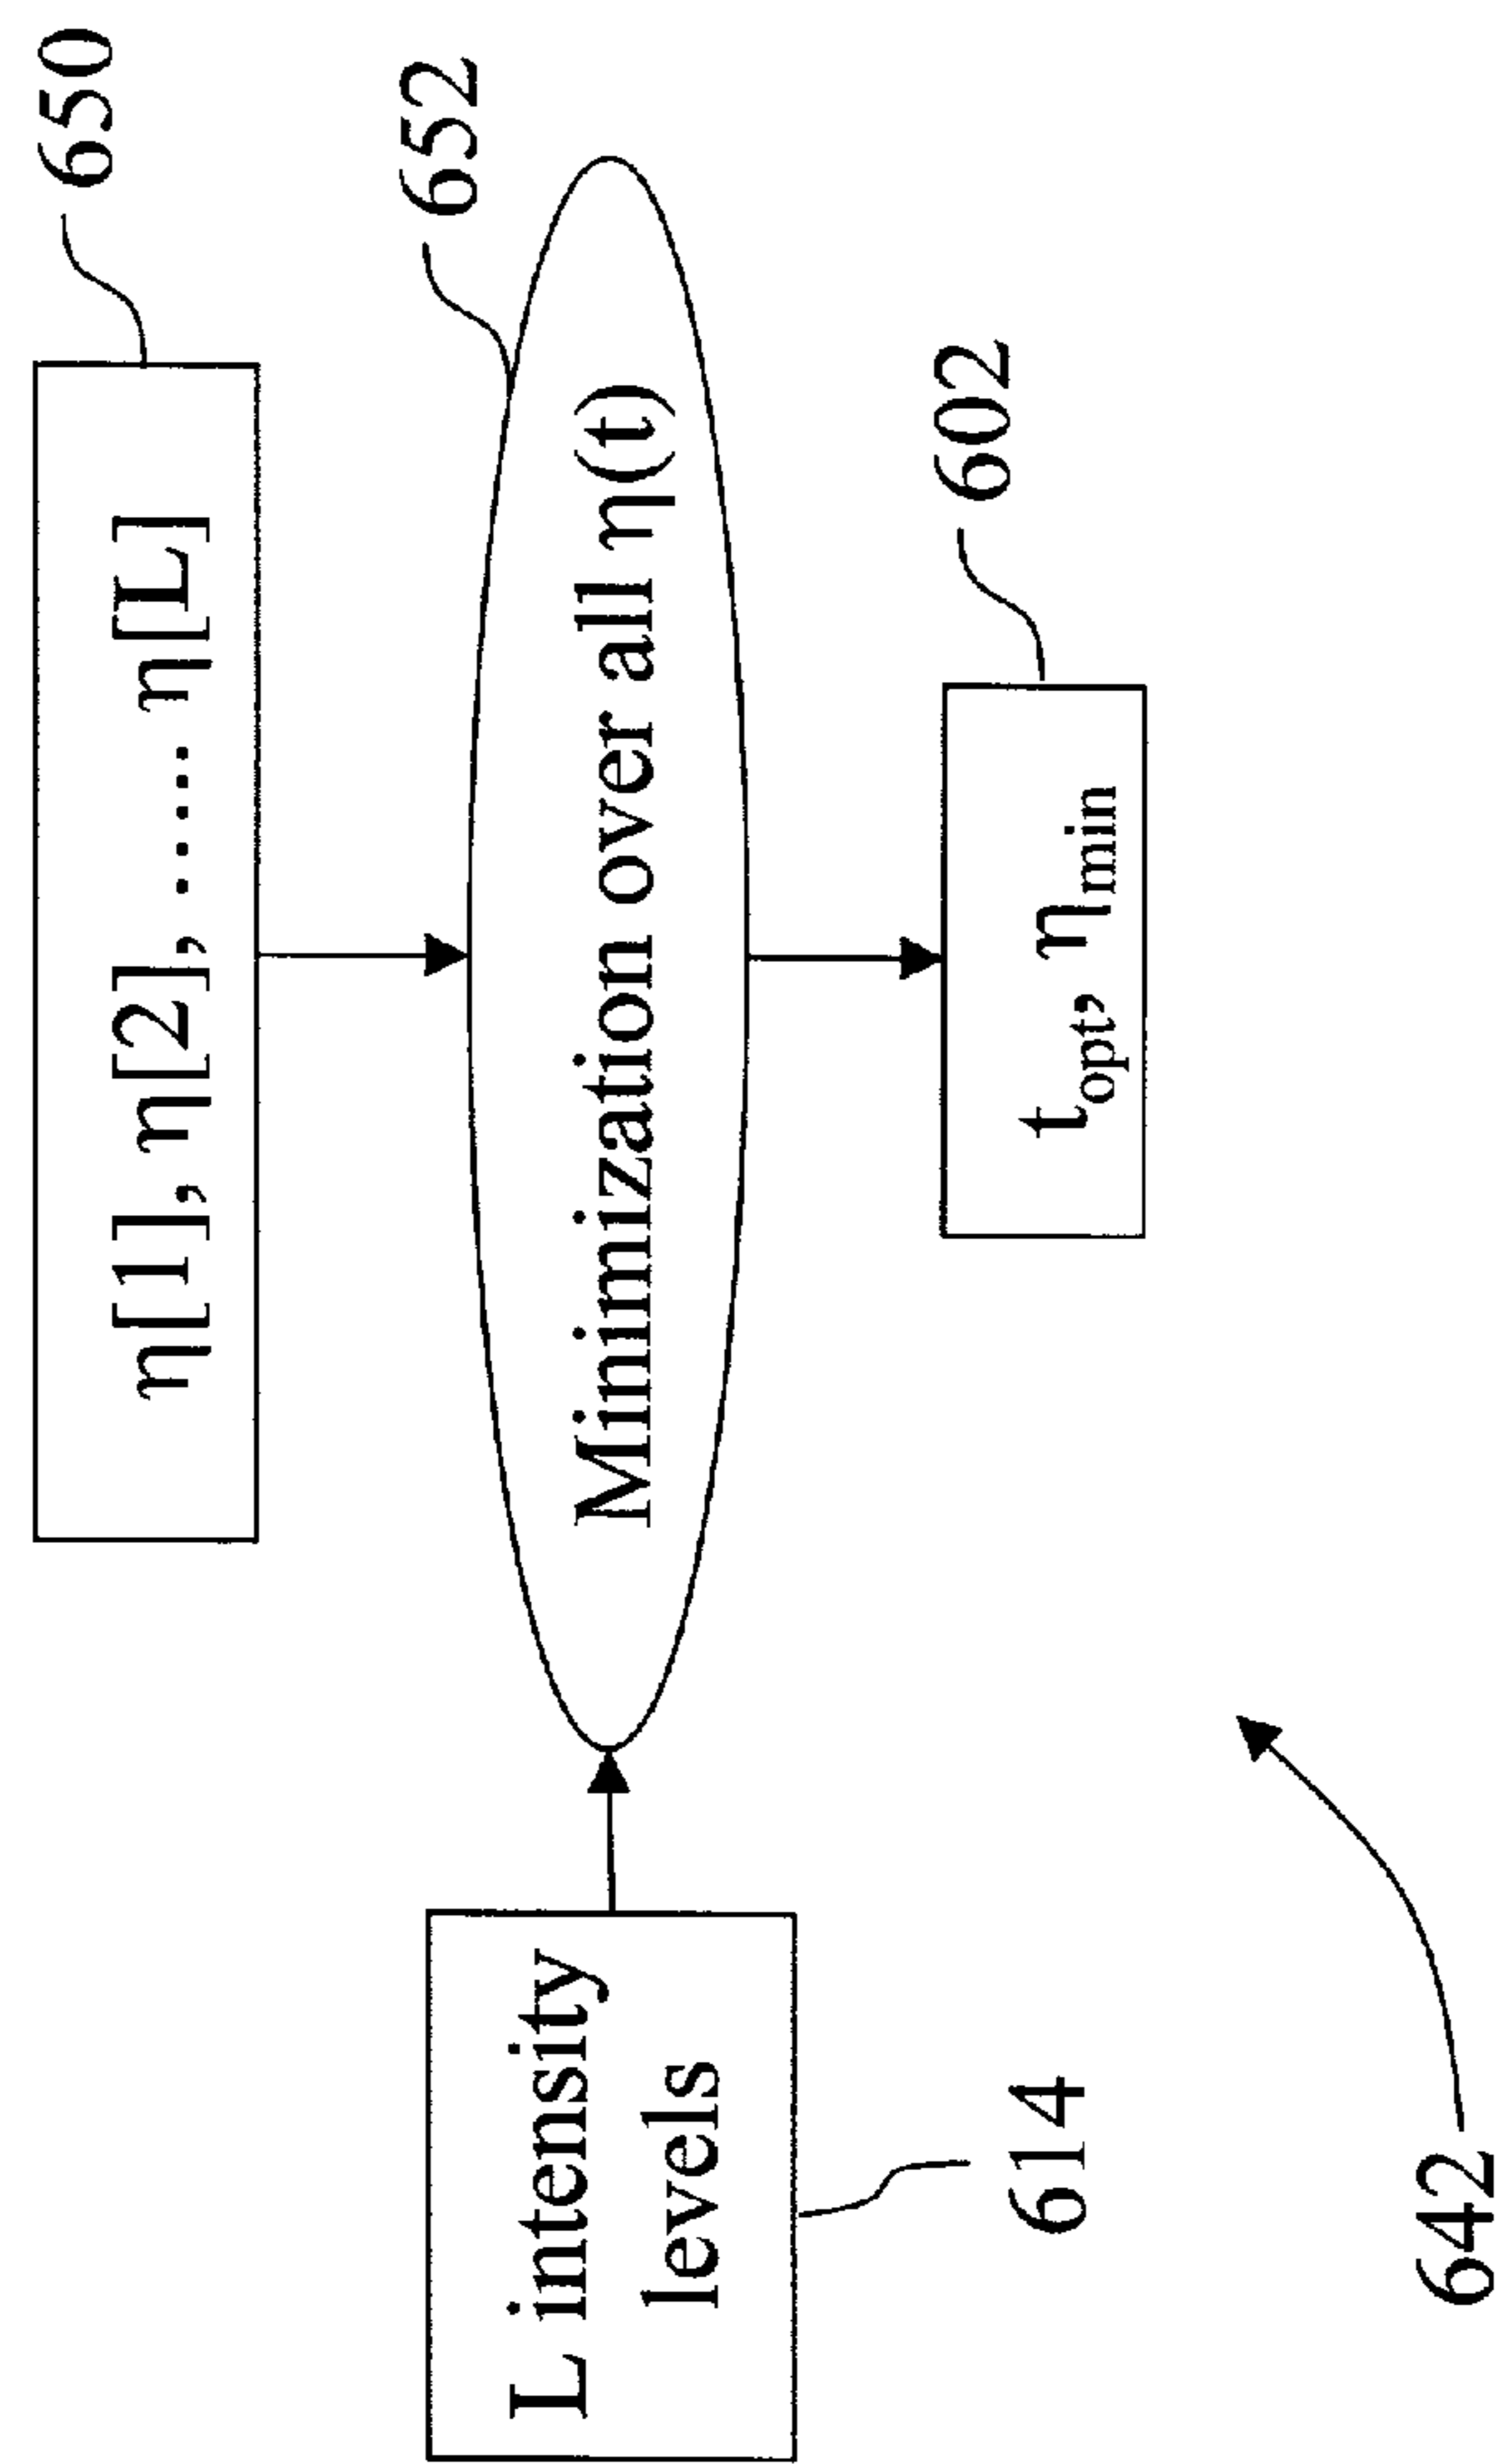 η[1], η[2], ..... η[L]
650
652
L intensity
levels
Minimization over all η(t)
614
t_opt, η_min
602
642